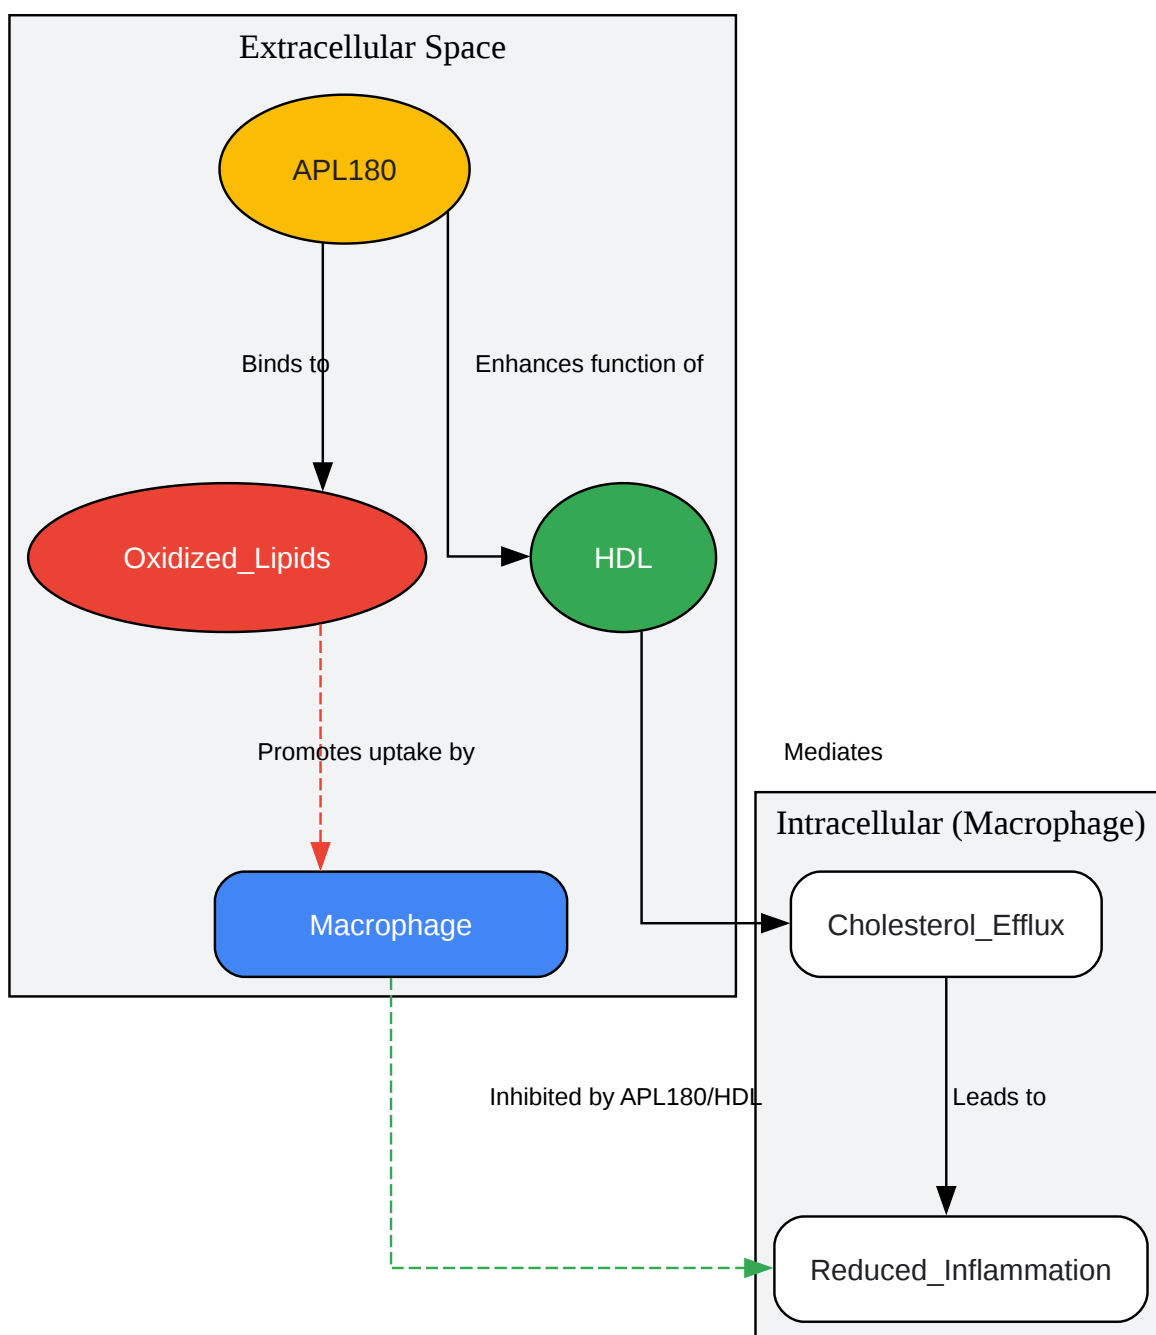 Extracellular Space
APL180
Binds to
Enhances function of
Oxidized_Lipids
HDL
Promotes uptake by
Mediates
Intracellular (Macrophage)
Macrophage
Cholesterol_Efflux
Inhibited by APL180/HDL
Leads to
Reduced_Inflammation